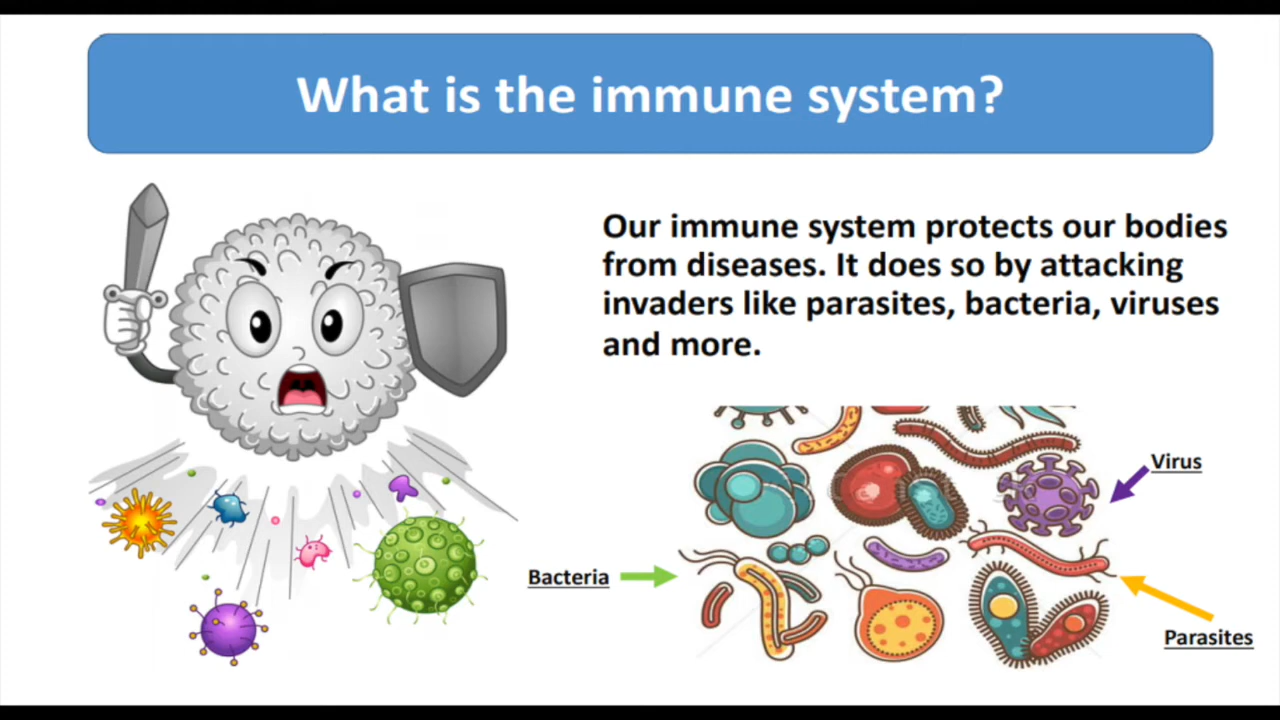 What is the immune system?
Our immune system protects our bodies
from diseases. It does so by attacking
invaders like parasites, bacteria, viruses
and more.
Virus
Bacteria
Parasites